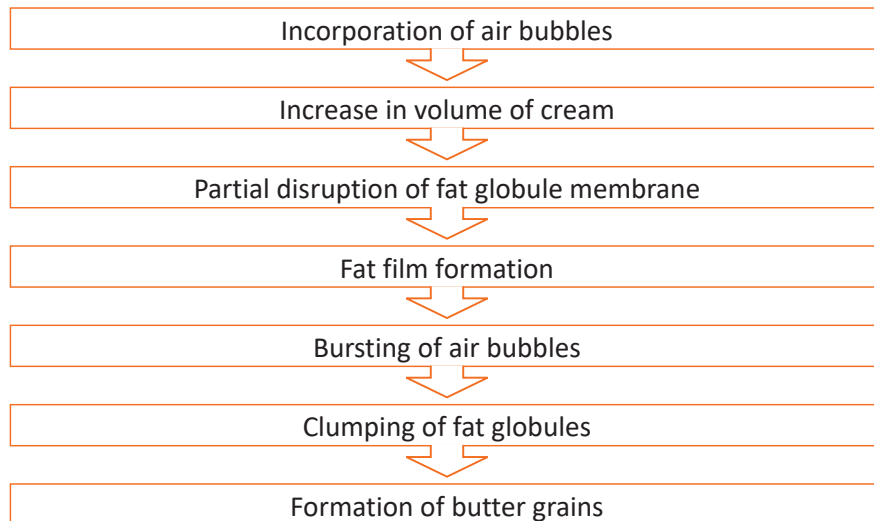 Incorporation of air bubbles
Increase in volume of cream
Partial disruption of fat globule membrane
Fat film formation
Bursting of air bubbles
Clumping of fat globules
Formation of butter grains